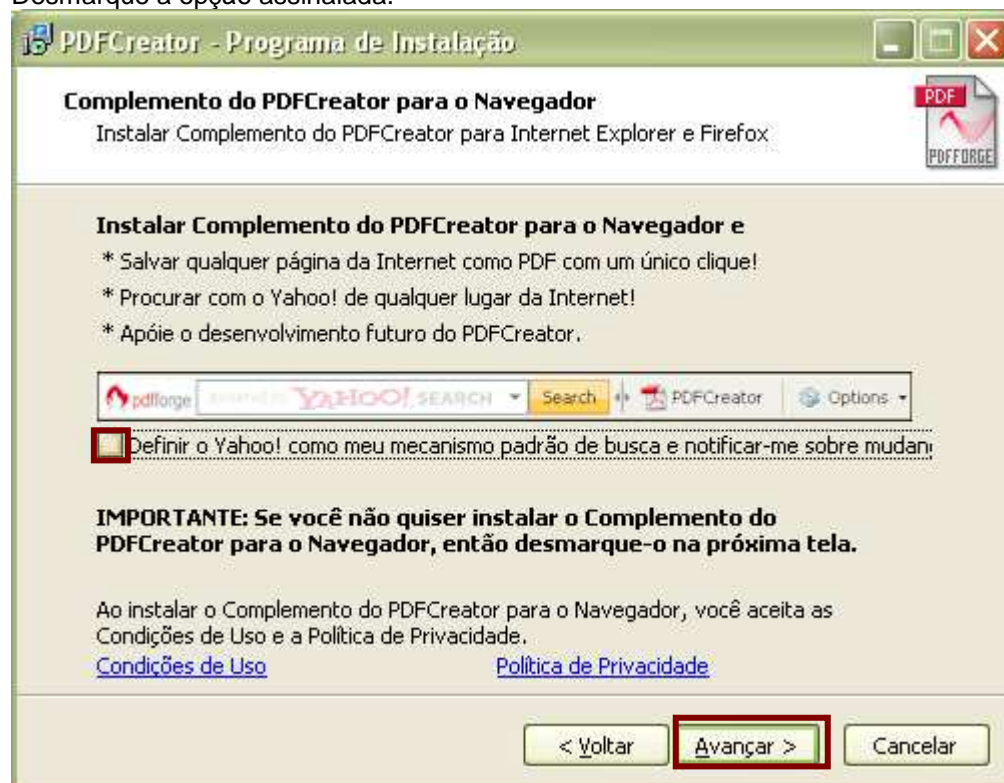 Desmarque a opção assinalada.
PDFCreator - Programa de Instalação
Complemento do PDFCreator para o Navegador
Instalar Complemento do PDFCreator para Internet Explorer e Firefox
PDF
PDFFORGE
Instalar Complemento do PDFCreator para o Navegador e
* Salvar qualquer página da Internet como PDF com um único clique!
* Procurar com o Yahoo! de qualquer lugar da Internet!
* Apóie o desenvolvimento futuro do PDFCreator.
pdfforge YAHOO! SEARCH Search PDFCreator Options
Definir o Yahoo! como meu mecanismo padrão de busca e notificar-me sobre
IMPORTANTE: Se você não quiser instalar o Complemento do
PDFCreator para o Navegador, então desmarque-o na próxima tela.
Ao instalar o Complemento do PDFCreator para o Navegador, você aceita as
Condições de Uso e a Política de Privacidade.
Condições de Uso Política de Privacidade
< Voltar Avançar > Cancelar